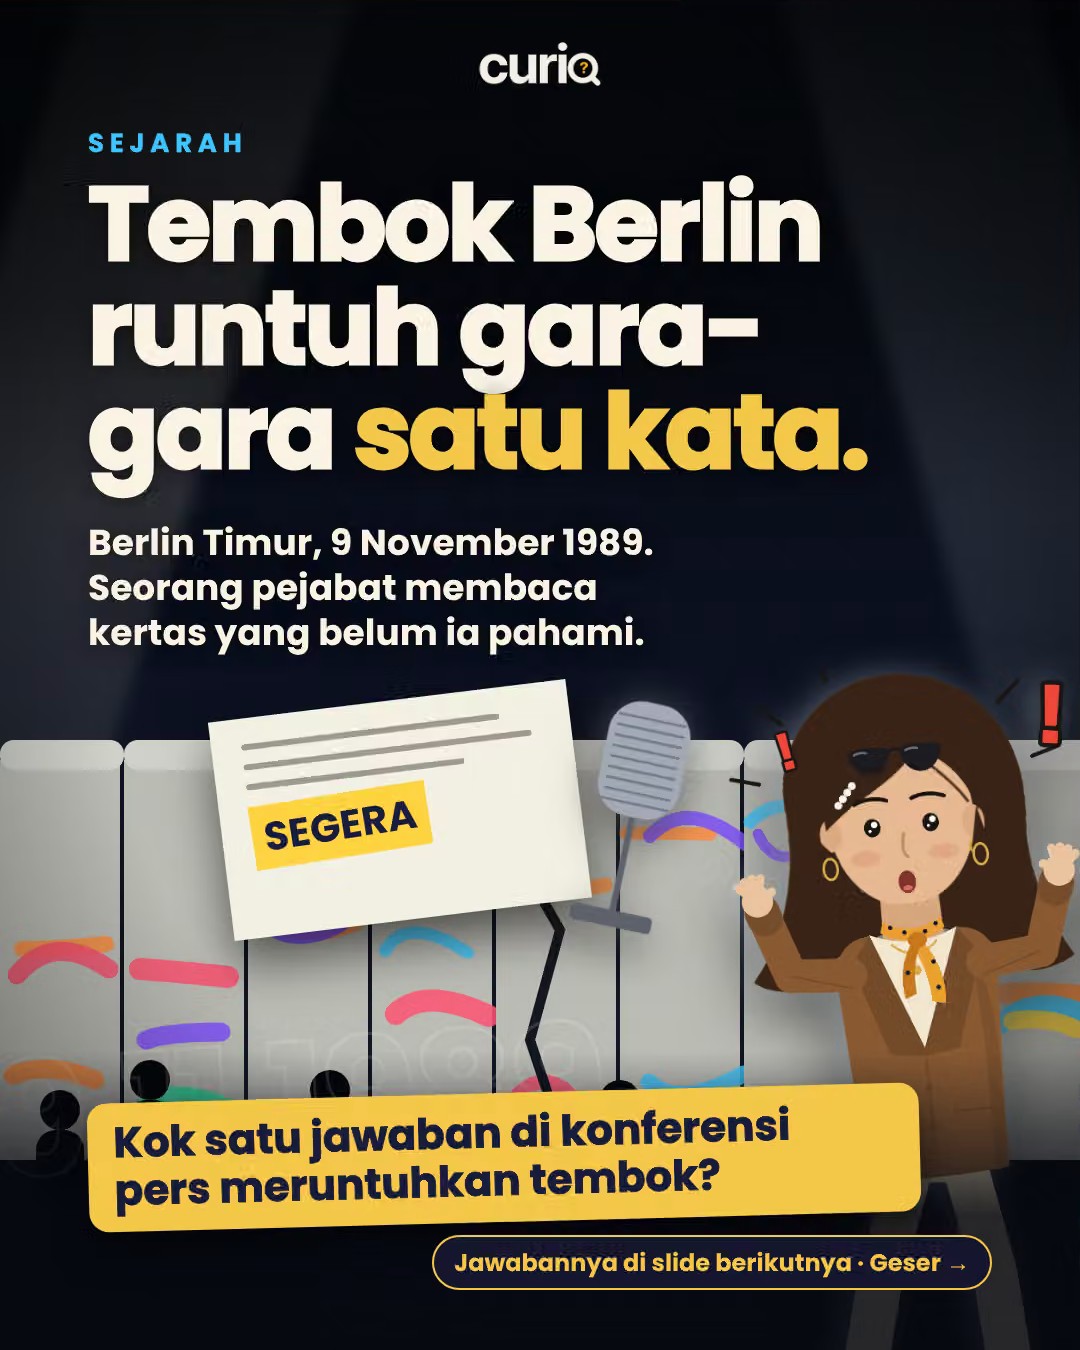 curiQ
SEJARAH
Tembok Berlin
runtuh gara-
gara satu kata.
Berlin Timur, 9 November 1989.
Seorang pejabat membaca
kertas yang belum ia pahami.
SEGERA
Kok satu jawaban di konferensi
pers meruntuhkan tembok?
Jawabannya di slide berikutnya · Geser →